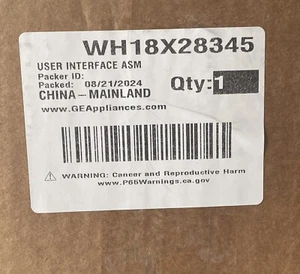 WH18X28345
USER INTERFACE ASM
Packer ID:
Packed: 08/21/2024
CHINA - MAINLAND
Qty:1
www.GEAppliances.com
⚠ WARNING: Cancer and Reproductive Harm
www.P65Warnings.ca.gov